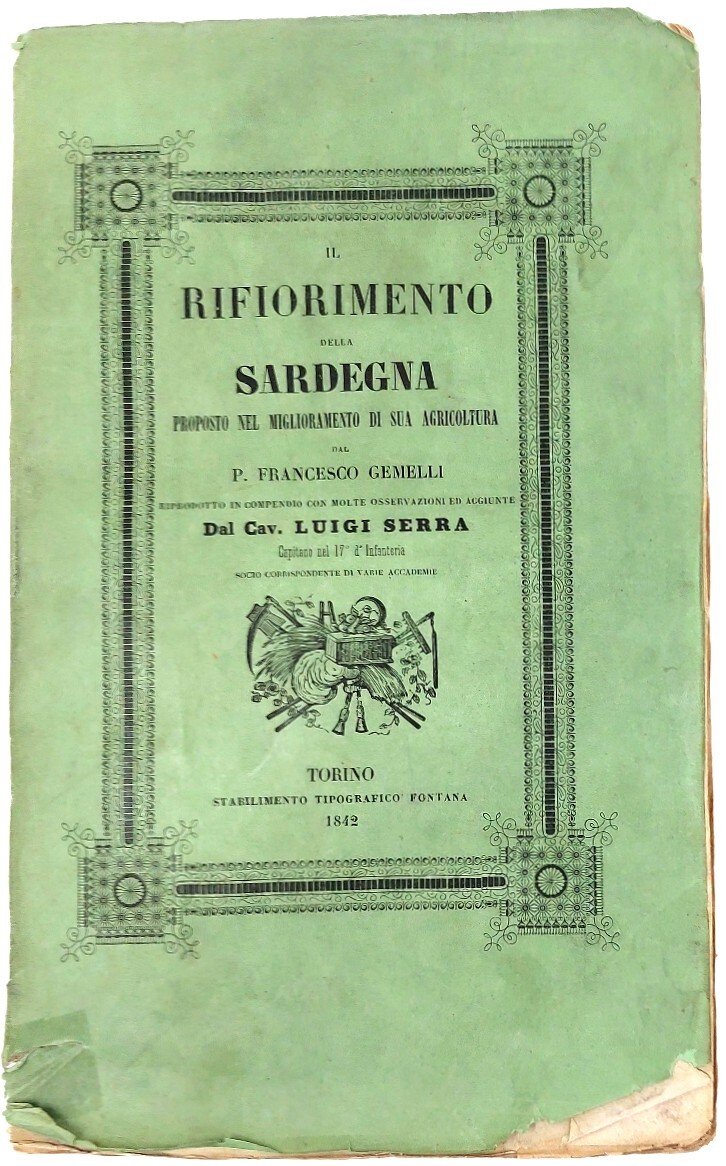 IL
RIFIORIMENTO
DELLA
SARDEGNA
PROPOSTO NEL MIGLIORAMENTO DI SUA AGRICOLTURA
DAL
P. FRANCESCO GEMELLI
RIPRODOTTO IN COMPENDIO CON MOLTE OSSERVAZIONI ED AGGIUNTE
Dal Cav. LUIGI SERRA
Capitano nel 17° d'Infanteria
SOCIO CORRISPONDENTE DI VARIE ACCADEMIE
TORINO
STABILIMENTO TIPOGRAFICO FONTANA
1842